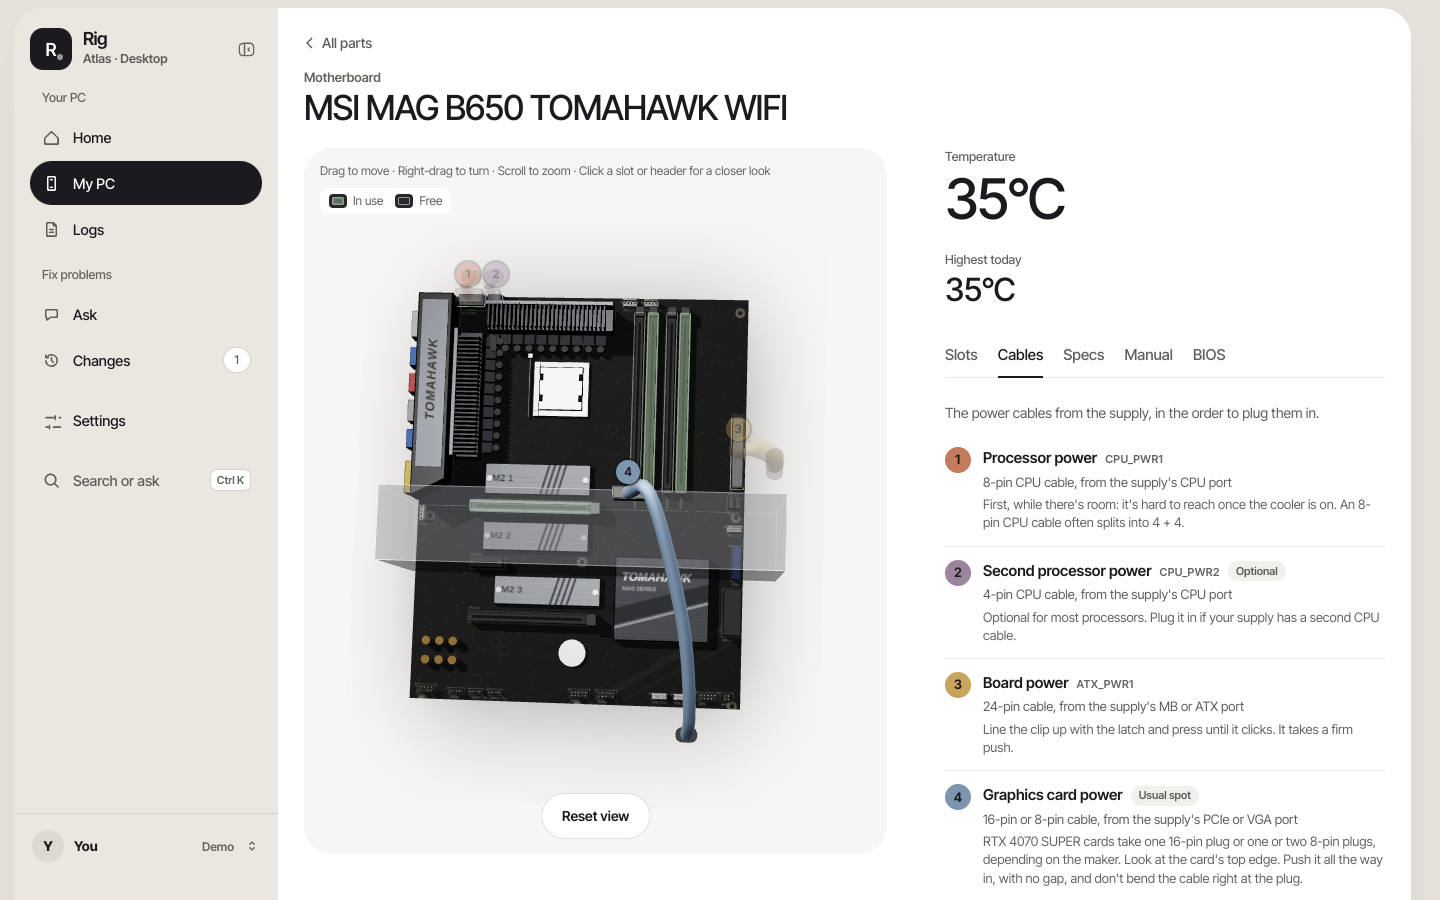 R.
Rig
Atlas · Desktop
Your PC
Home
My PC
Logs
Fix problems
Ask
Changes
1
Settings
Search or ask
Ctrl K
Y
You
Demo
All parts
Motherboard
MSI MAG B650 TOMAHAWK WIFI
Drag to move · Right-drag to turn · Scroll to zoom · Click a slot or header for a closer look
In use
Free
1
2
TOMAHAWK
3
4
M2 1
M2 2
TOMAHAWK
MAG SERIES
M2 3
Reset view
Temperature
35°C
Highest today
35°C
Slots
Cables
Specs
Manual
BIOS
The power cables from the supply, in the order to plug them in.
1
Processor power CPU_PWR1
8-pin CPU cable, from the supply's CPU port
First, while there's room: it's hard to reach once the cooler is on. An 8-
pin CPU cable often splits into 4 + 4.
2
Second processor power CPU_PWR2 Optional
4-pin CPU cable, from the supply's CPU port
Optional for most processors. Plug it in if your supply has a second CPU
cable.
3
Board power ATX_PWR1
24-pin cable, from the supply's MB or ATX port
Line the clip up with the latch and press until it clicks. It takes a firm
push.
4
Graphics card power Usual spot
16-pin or 8-pin cable, from the supply's PCIe or VGA port
RTX 4070 SUPER cards take one 16-pin plug or one or two 8-pin plugs,
depending on the maker. Look at the card's top edge. Push it all the way
in, with no gap, and don't bend the cable right at the plug.